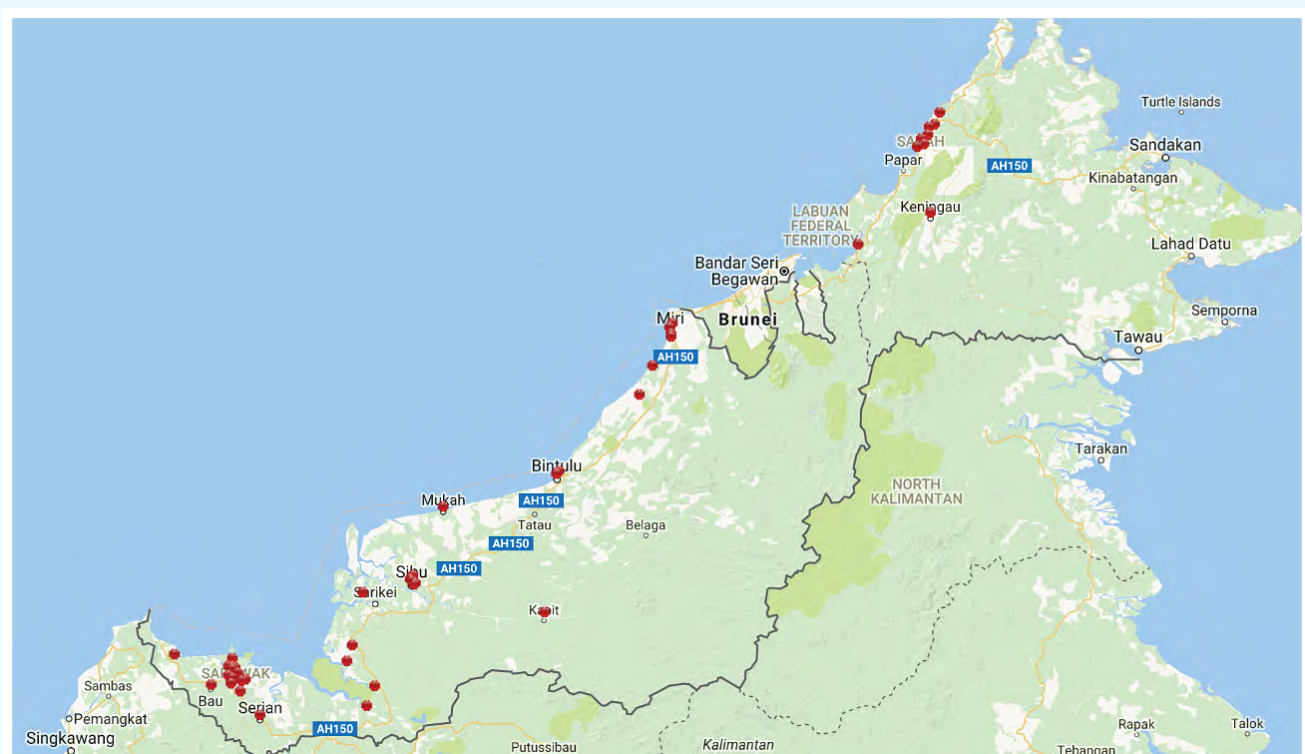 Turtle Islands
Sandakan
SABAH
Papar
AH150
Kinabatangan
Keningau
LABUAN
FEDERAL
TERRITORY
Lahad Datu
Bandar Seri
Begawan
Semporna
Miri
Brunei
Tawau
AH150
Tarakan
Bintulu
NORTH
KALIMANTAN
Mukah
AH150
Tatau
Belaga
AH150
AH150
Sibu
Sarikei
Kapit
SARAWAK
Sambas
Bau
Serian
Pemangkat
AH150
Rapak
Talok
Singkawang
Putussibau
Kalimantan
Tebangan